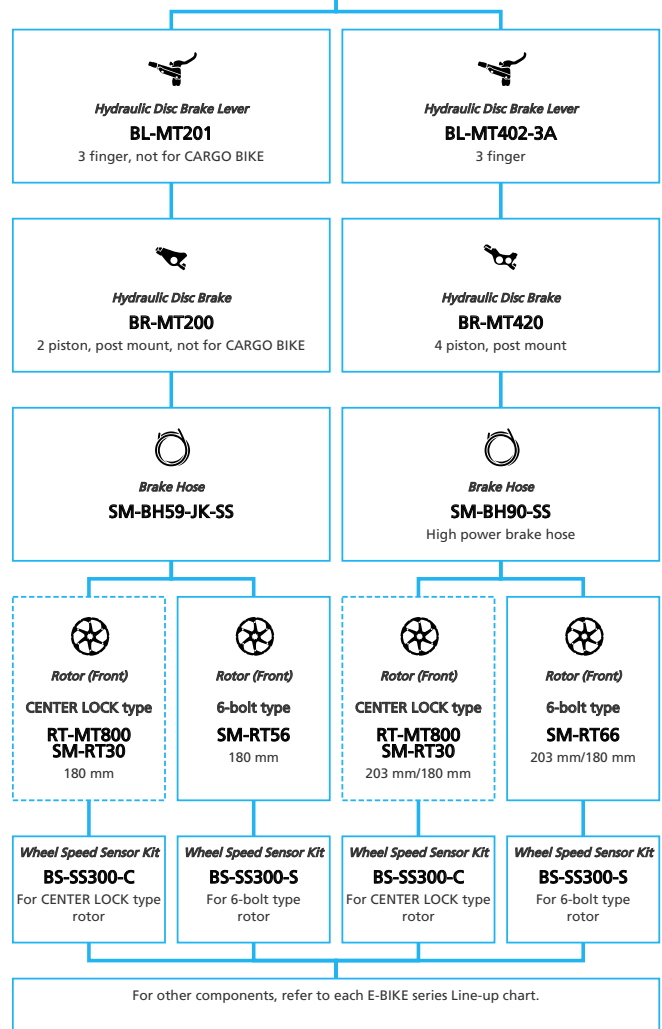 Hydraulic Disc Brake Lever
BL-MT201
3 finger, not for CARGO BIKE
Hydraulic Disc Brake Lever
BL-MT402-3A
3 finger
Hydraulic Disc Brake
BR-MT200
2 piston, post mount, not for CARGO BIKE
Hydraulic Disc Brake
BR-MT420
4 piston, post mount
Brake Hose
SM-BH59-JK-SS
Brake Hose
SM-BH90-SS
High power brake hose
Rotor (Front)
CENTER LOCK type
RT-MT800
SM-RT30
180 mm
Rotor (Front)
6-bolt type
SM-RT56
180 mm
Rotor (Front)
CENTER LOCK type
RT-MT800
SM-RT30
203 mm/180 mm
Rotor (Front)
6-bolt type
SM-RT66
203 mm/180 mm
Wheel Speed Sensor Kit
BS-SS300-C
For CENTER LOCK type
rotor
Wheel Speed Sensor Kit
BS-SS300-S
For 6-bolt type
rotor
Wheel Speed Sensor Kit
BS-SS300-C
For CENTER LOCK type
rotor
Wheel Speed Sensor Kit
BS-SS300-S
For 6-bolt type
rotor
For other components, refer to each E-BIKE series Line-up chart.